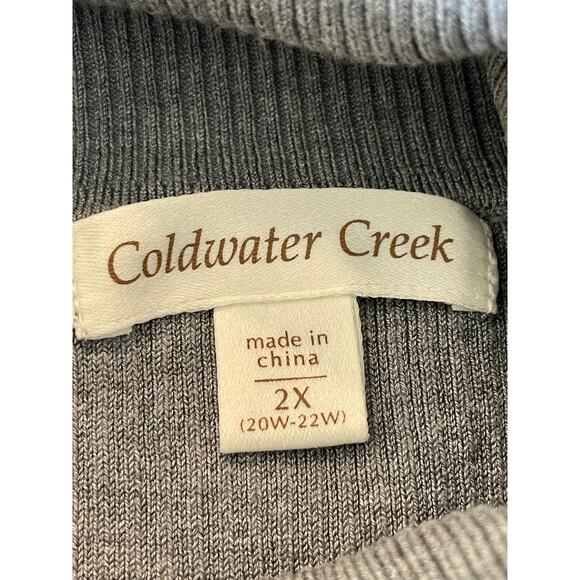 Coldwater Creek
made in
china
2X
(20W-22W)